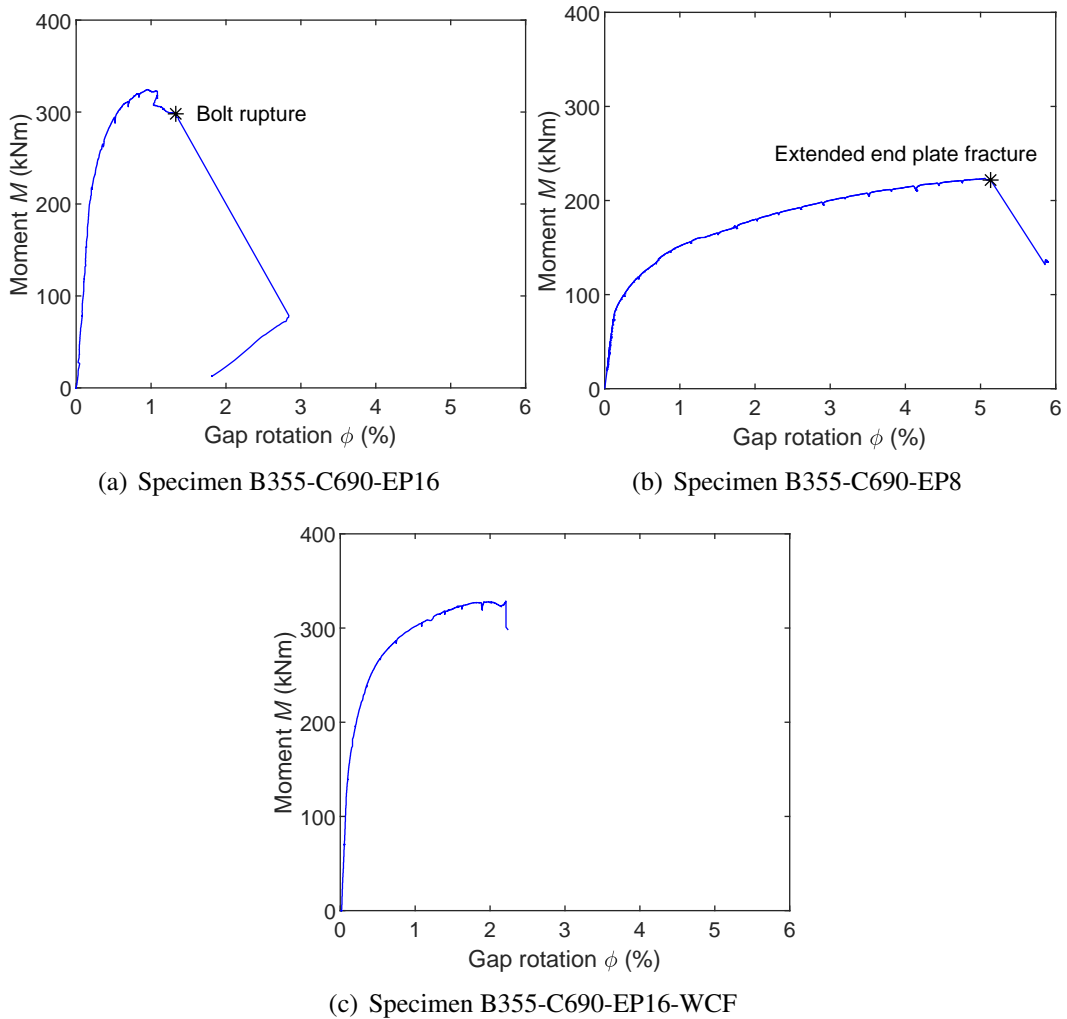 400
300
200
100
0
Moment M (kNm)
Bolt rupture
0 1 2 3 4 5 6
Gap rotation ϕ (%)
(a) Specimen B355-C690-EP16
400
300
200
100
0
Moment M (kNm)
Extended end plate fracture
0 1 2 3 4 5 6
Gap rotation ϕ (%)
(b) Specimen B355-C690-EP8
400
300
200
100
0
Moment M (kNm)
0 1 2 3 4 5 6
Gap rotation ϕ (%)
(c) Specimen B355-C690-EP16-WCF